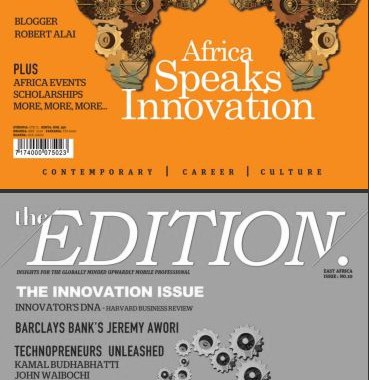 BLOGGER
ROBERT ALAI
PLUS
AFRICA EVENTS
SCHOLARSHIPS
MORE, MORE, MORE...
Africa
Speaks
Innovation
7174000075023
CONTEMPORARY | CAREER | CULTURE
the EDITION.
INSIGHTS FOR THE GLOBALLY MINDED UPWARDLY MOBILE PROFESSIONAL
EAST AFRICA
THE INNOVATION ISSUE
INNOVATOR'S DNA - HARVARD BUSINESS REVIEW
BARCLAYS BANK'S JEREMY AWORI
TECHNOPRENEURS UNLEASHED
KAMAL BUDHABHATTI
JOHN WAIBOCHI